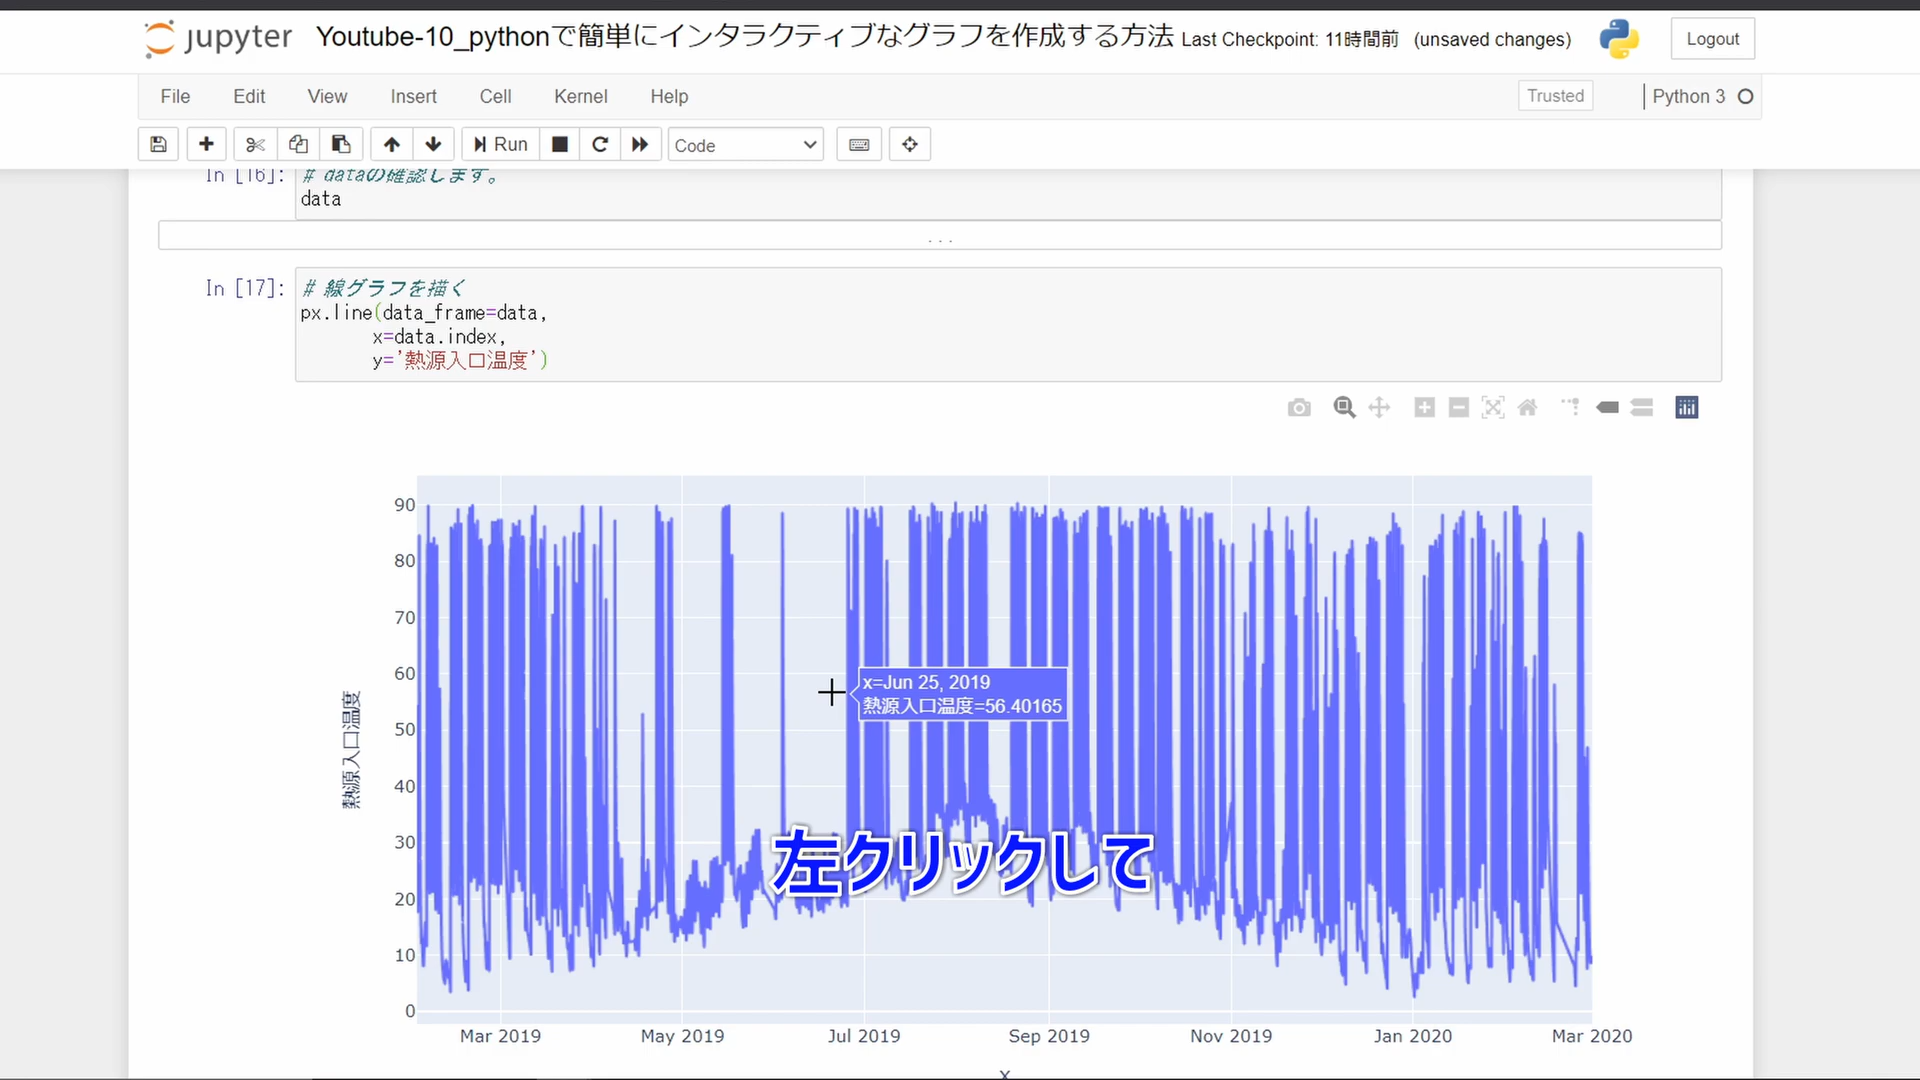 jupyter Youtube-10_pythonで簡単にインタラクティブなグラフを作成する方法 Last Checkpoint: 11時間前 (unsaved changes) Logout
File Edit View Insert Cell Kernel Help Trusted Python 3
Run Code
In [16]: # dataの確認します。
data
...
In [17]: # 線グラフを描く
px.line(data_frame=data,
x=data.index,
y='熱源入口温度')
90
80
70
60
50
40
30
20
10
0
熱源入口温度
x=Jun 25, 2019
熱源入口温度=56.40165
左クリックして
Mar 2019 May 2019 Jul 2019 Sep 2019 Nov 2019 Jan 2020 Mar 2020
x